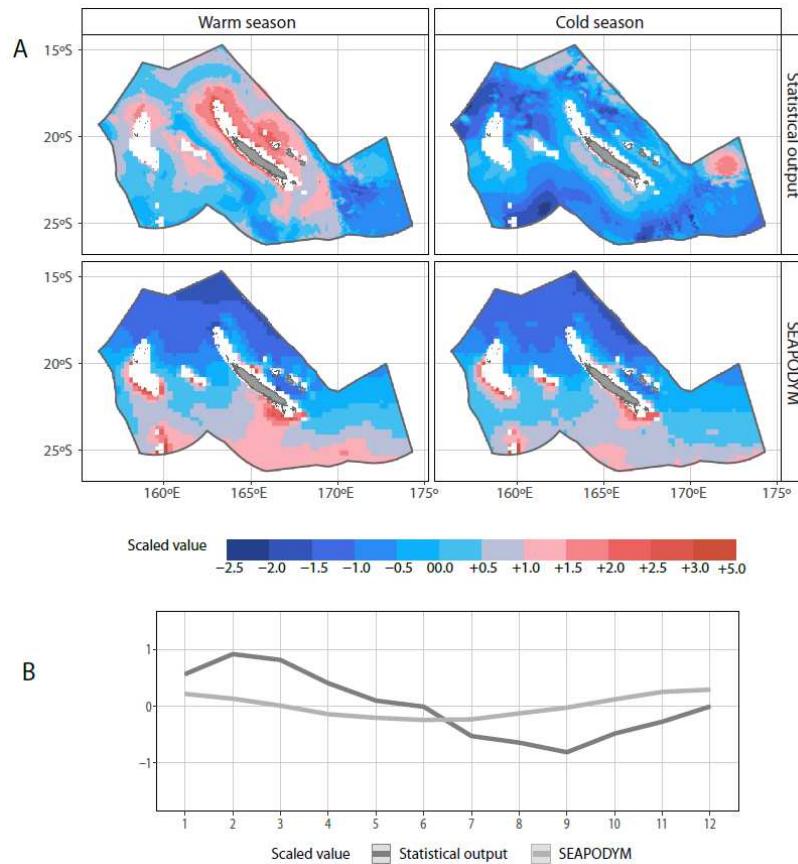 Warm season
Cold season
A
15ºS
20ºS
25ºS
Statistical output
20ºS
25ºS
SEAPODYM
160ºE
165ºE
170ºE
175º
160ºE
165ºE
170ºE
175º
Scaled value
-2.5 -2.0 -1.5 -1.0 -0.5 00.0 +0.5 +1.0 +1.5 +2.0 +2.5 +3.0 +5.0
B
1
0
−1
1 2 3 4 5 6 7 8 9 10 11 12
Scaled value Statistical output SEAPODYM